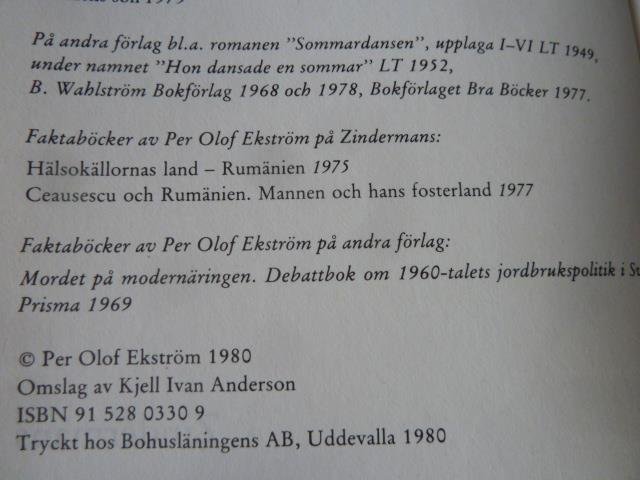 son 1979
På andra förlag bl.a. romanen "Sommardansen", upplaga I–VI LT 1949,
under namnet "Hon dansade en sommar" LT 1952,
B. Wahlström Bokförlag 1968 och 1978, Bokförlaget Bra Böcker 1977.
Faktaböcker av Per Olof Ekström på Zindermans:
Hälsokällornas land – Rumänien 1975
Ceausescu och Rumänien. Mannen och hans fosterland 1977
Faktaböcker av Per Olof Ekström på andra förlag:
Mordet på modernäringen. Debattbok om 1960-talets jordbrukspolitik i
Prisma 1969
© Per Olof Ekström 1980
Omslag av Kjell Ivan Anderson
ISBN 91 528 0330 9
Tryckt hos Bohusläningens AB, Uddevalla 1980